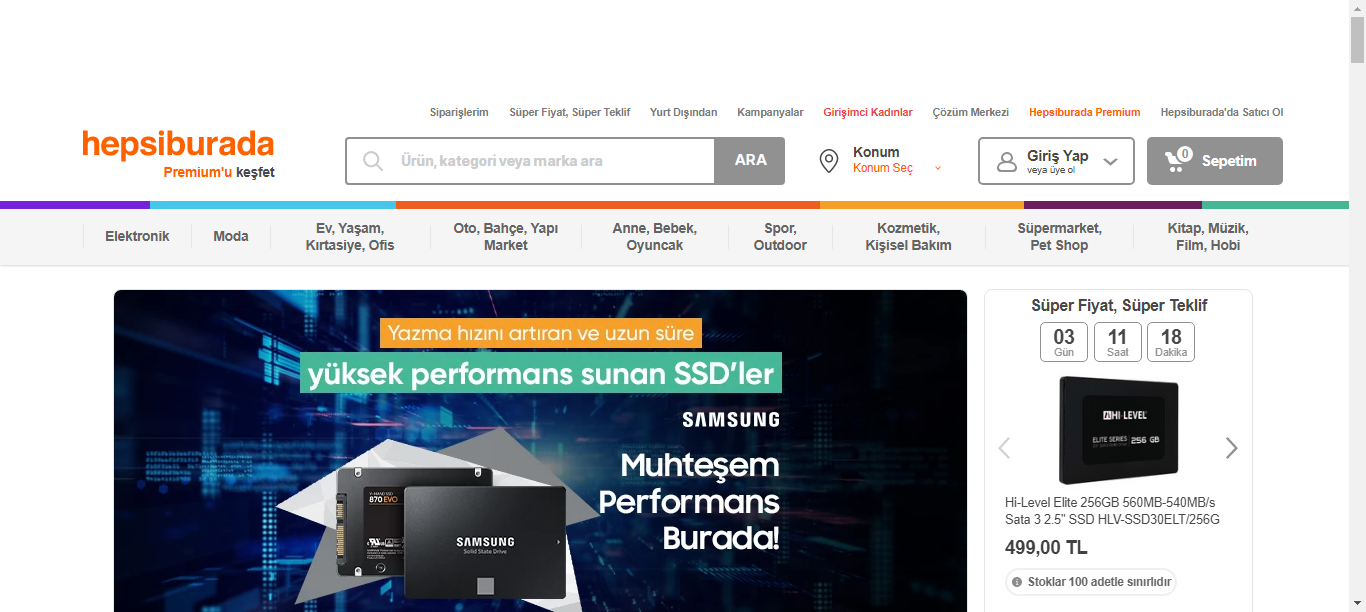 Siparişlerim Süper Fiyat, Süper Teklif Yurt Dışından Kampanyalar Girişimci Kadınlar Çözüm Merkezi Hepsiburada Premium Hepsiburada'da Satıcı Ol
hepsiburada
Premium'u keşfet
Ürün, kategori veya marka ara
ARA
Konum
Konum Seç
Giriş Yap
veya üye ol
0
Sepetim
Elektronik
Moda
Ev, Yaşam,
Kırtasiye, Ofis
Oto, Bahçe, Yapı
Market
Anne, Bebek,
Oyuncak
Spor,
Outdoor
Kozmetik,
Kişisel Bakım
Süpermarket,
Pet Shop
Kitap, Müzik,
Film, Hobi
Yazma hızını artıran ve uzun süre
yüksek performans sunan SSD'ler
SAMSUNG
Muhteşem
Performans
Burada!
V-NAND SSD
870 EVO
SAMSUNG
Solid State Drive
Süper Fiyat, Süper Teklif
03 11 18
Gün Saat Dakika
HI-LEVEL
ELITE SERIES 256 GB
Hi-Level Elite 256GB 560MB-540MB/s
Sata 3 2.5" SSD HLV-SSD30ELT/256G
499,00 TL
Stoklar 100 adetle sınırlıdır